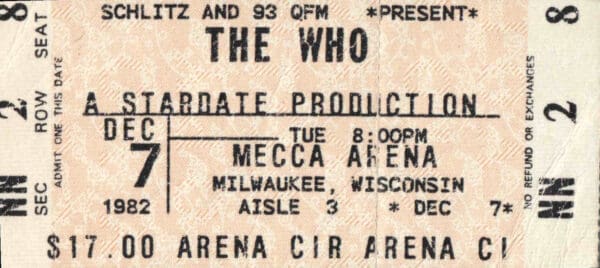 SCHLITZ AND 93 QFM *PRESENT*
THE WHO
A STARDATE PRODUCTION
DEC
TUE 8:00PM
7
MECCA ARENA
MILWAUKEE, WISCONSIN
1982
AISLE 3 * DEC 7*
$17.00 ARENA CIR ARENA CI
SEC ROW SEAT
NN 2 8
ADMIT ONE THIS DATE
NO REFUND OR EXCHANGES
NN 2 8